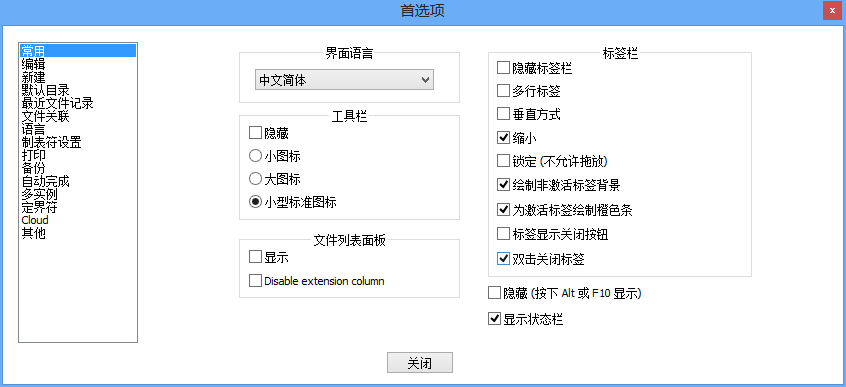 首选项
x
常用
编辑
新建
默认目录
最近文件记录
文件关联
语言
制表符设置
打印
备份
自动完成
多实例
定界符
Cloud
其他
界面语言
中文简体
工具栏
隐藏
小图标
大图标
小型标准图标
文件列表面板
显示
Disable extension column
标签栏
隐藏标签栏
多行标签
垂直方式
缩小
锁定 (不允许拖放)
绘制非激活标签背景
为激活标签绘制橙色条
标签显示关闭按钮
双击关闭标签
隐藏 (按下 Alt 或 F10 显示)
显示状态栏
关闭